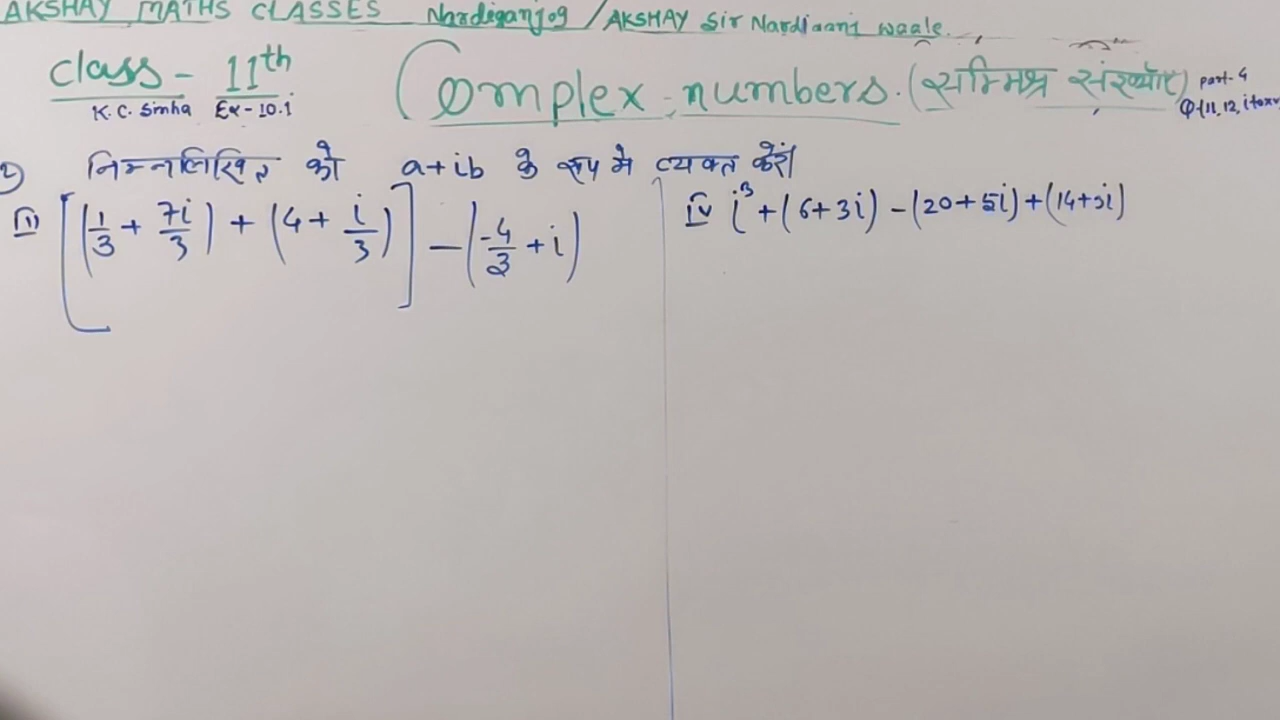 AKSHAY MATHS CLASSES Nardiganjog / AKSHAY Sir Nardiganj waale.
class - 11th Complex numbers. (सम्मिश्र संख्याएँ) part-4
K.C. Sinha Ex-10.1 Q-(11,12, i to xv
निम्नलिखित को a+ib के रूप मे व्यक्त करें।
(ii) [(1/3 + 7i/3) + (4 + i/3)] - (-4/3 + i)
iv i³ + (6+3i) - (20+5i) + (14+3i)